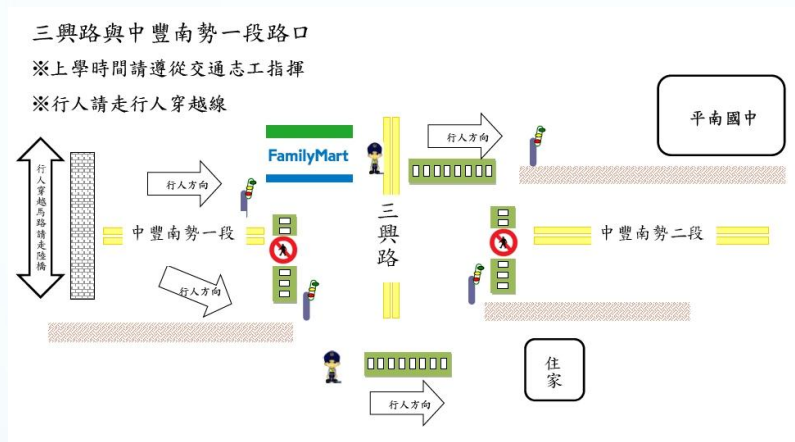 三興路與中豐南勢一段路口
※上學時間請遵從交通志工指揮
※行人請走行人穿越線
平南國中
行人方向
FamilyMart
行人穿越馬路請走陸橋
行人方向
中豐南勢一段
三興路
中豐南勢二段
行人方向
住家
行人方向